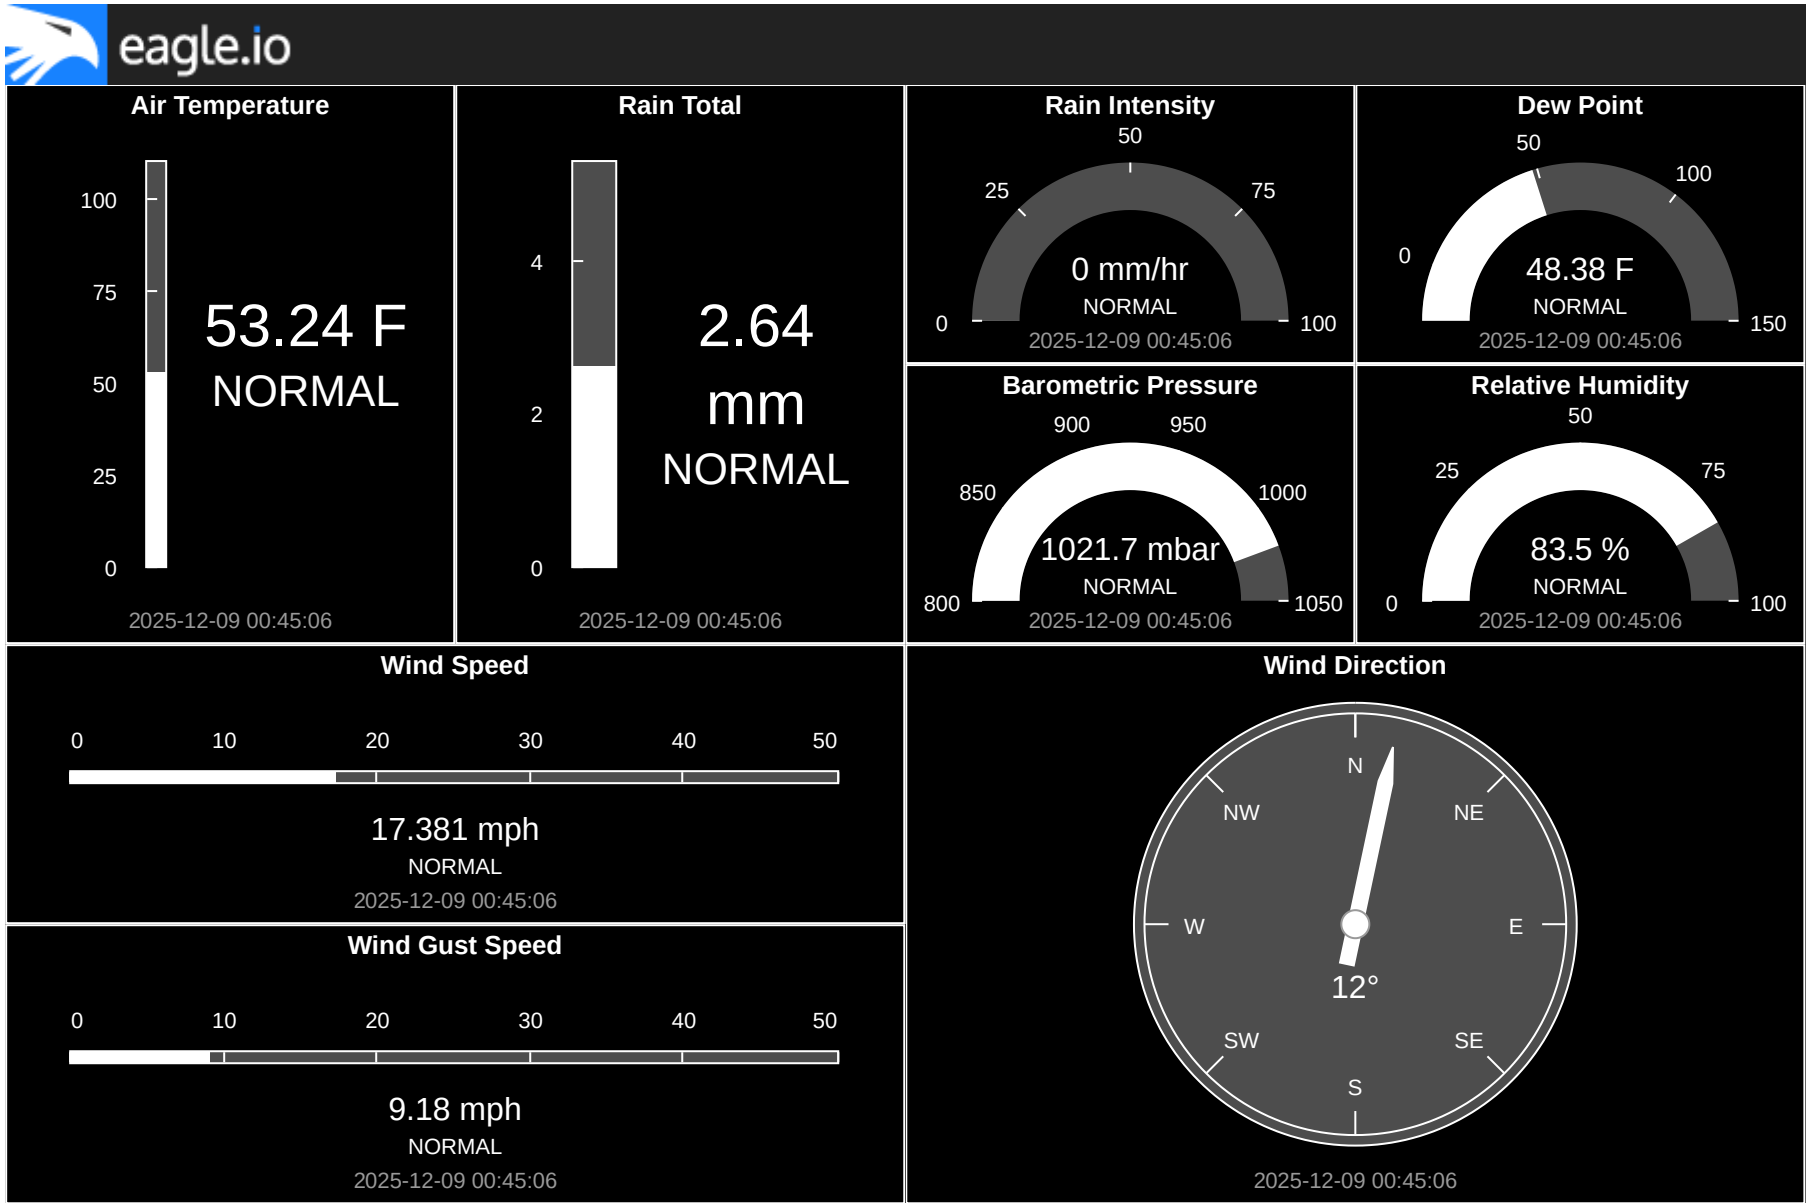 eagle.io
Air Temperature
100
75
50
25
0
53.24 F
NORMAL
2025-12-09 00:45:06
Rain Total
4
2
0
2.64
mm
NORMAL
2025-12-09 00:45:06
Rain Intensity
0
25
50
75
100
0 mm/hr
NORMAL
2025-12-09 00:45:06
Dew Point
0
50
100
150
48.38 F
NORMAL
2025-12-09 00:45:06
Barometric Pressure
800
850
900
950
1000
1050
1021.7 mbar
NORMAL
2025-12-09 00:45:06
Relative Humidity
0
25
50
75
100
83.5 %
NORMAL
2025-12-09 00:45:06
Wind Speed
0 10 20 30 40 50
17.381 mph
NORMAL
2025-12-09 00:45:06
Wind Gust Speed
0 10 20 30 40 50
9.18 mph
NORMAL
2025-12-09 00:45:06
Wind Direction
N
NW NE
W E
12°
SW SE
S
2025-12-09 00:45:06